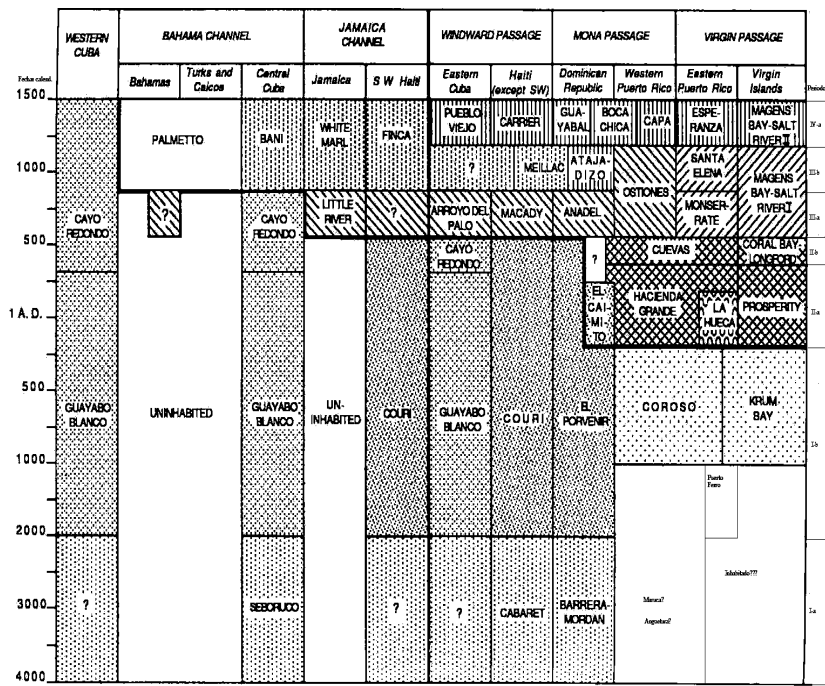 WESTERN CUBA
BAHAMA CHANNEL
JAMAICA CHANNEL
WINDWARD PASSAGE
MONA PASSAGE
VIRGIN PASSAGE
Fechas calend.
Bahamas
Turks and Caicos
Central Cuba
Jamaica
S W Haiti
Eastern Cuba
Haiti (except SW)
Dominican Republic
Western Puerto Rico
Eastern Puerto Rico
Virgin Islands
Periodo
1500
PALMETTO
BANI
WHITE MARL
FINCA
PUEBLO VIEJO
CARRIER
GUA-
YABAL
BOCA CHICA
CAPA
ESPE-
RANZA
MAGENS BAY-SALT RIVER II
IV-a
1000
?
MEILLAC
ATAJA-
DIZO
OSTIONES
SANTA ELENA
MAGENS BAY-SALT RIVER I
III-b
CAYO REDONDO
?
CAYO REDONDO
LITTLE RIVER
?
ARROYO DEL PALO
MACADY
ANADEL
MONSER-
RATE
III-a
500
CAYO REDONDO
?
CUEVAS
CORAL BAY-
LONGFORD
II-b
1 A.D.
EL CAI-
MI-
TO
HACIENDA GRANDE
LA HUECA
PROSPERITY
II-a
500
GUAYABO BLANCO
UNINHABITED
GUAYABO BLANCO
UN-
INHABITED
COURI
GUAYABO BLANCO
COURI
EL PORVENIR
COROSO
KRUM BAY
I-b
1000
Puerto Ferro
2000
Inhabitado???
3000
?
SEBORUCO
?
?
CABARET
BARRERA-
MORDAN
Maruca?
Angostura?
I-a
4000